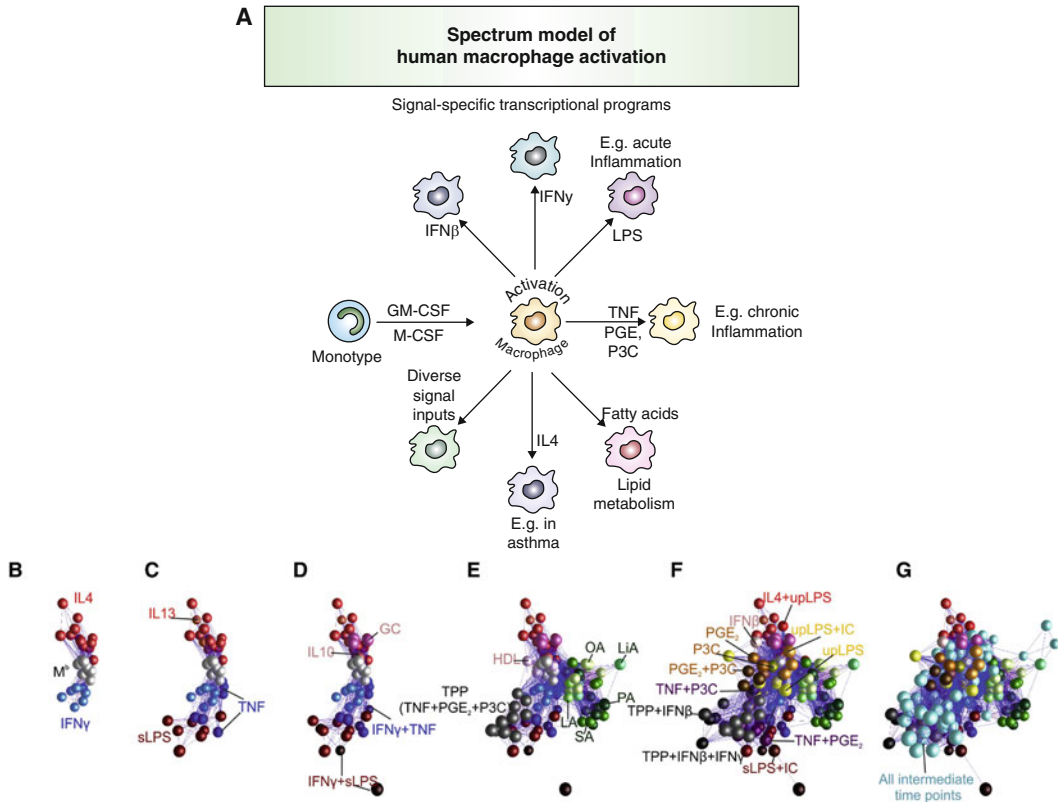 A
Spectrum model of
human macrophage activation
Signal-specific transcriptional programs
E.g. acute
Inflammation
IFNγ
IFNβ
LPS
Activation
GM-CSF
M-CSF
Monotype
Macrophage
TNF
PGE,
P3C
E.g. chronic
Inflammation
Diverse
signal
inputs
IL4
Fatty acids
Lipid
metabolism
E.g. in
asthma
B
IL4
M⁰
IFNγ
C
IL13
TNF
sLPS
D
GC
IL10
IFNγ+TNF
IFNγ+sLPS
E
OA
LiA
HDL
TPP
(TNF+PGE₂+P3C)
PA
LA
SA
F
IL4+upLPS
IFNβ
PGE₂
upLPS+IC
P3C
upLPS
PGE₂+P3C
TNF+P3C
TPP+IFNβ
TNF+PGE₂
TPP+IFNβ+IFNγ
sLPS+IC
G
All intermediate
time points